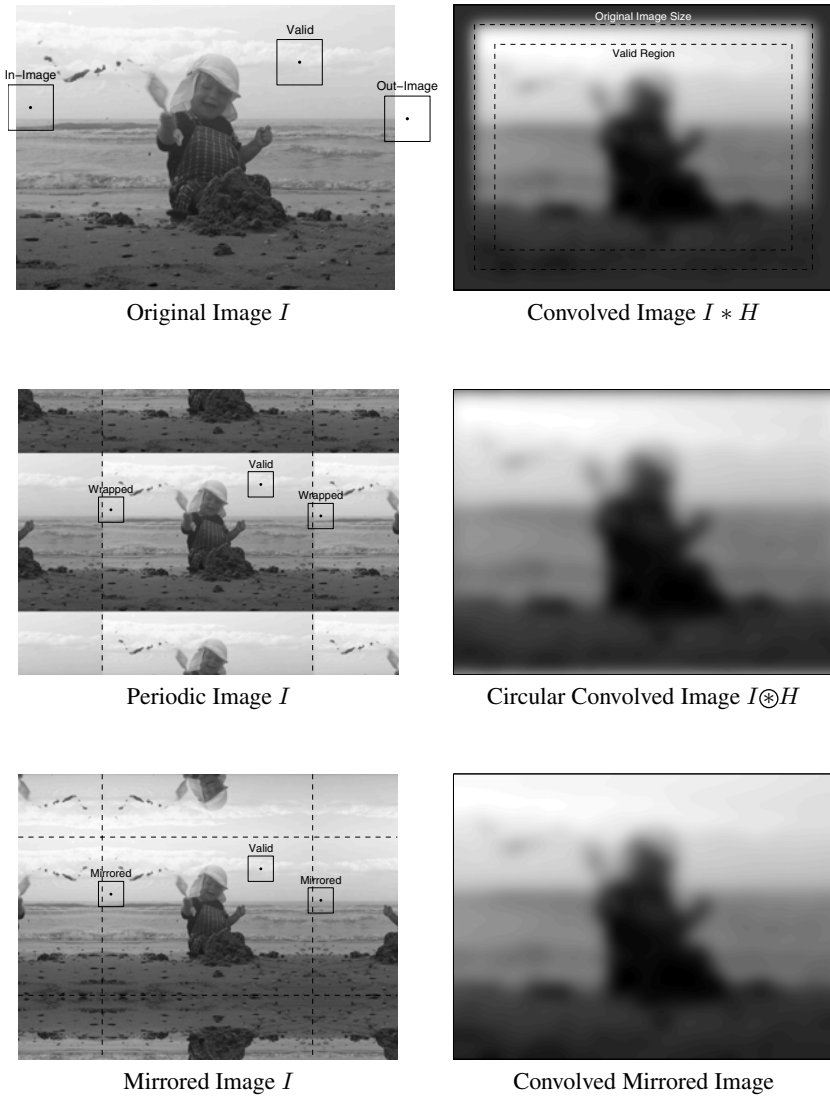 Valid
In−Image
Out−Image
Original Image I
Original Image Size
Valid Region
Convolved Image I ∗ H
Valid
Wrapped
Wrapped
Periodic Image I
Circular Convolved Image I⊛H
Valid
Mirrored
Mirrored
Mirrored Image I
Convolved Mirrored Image